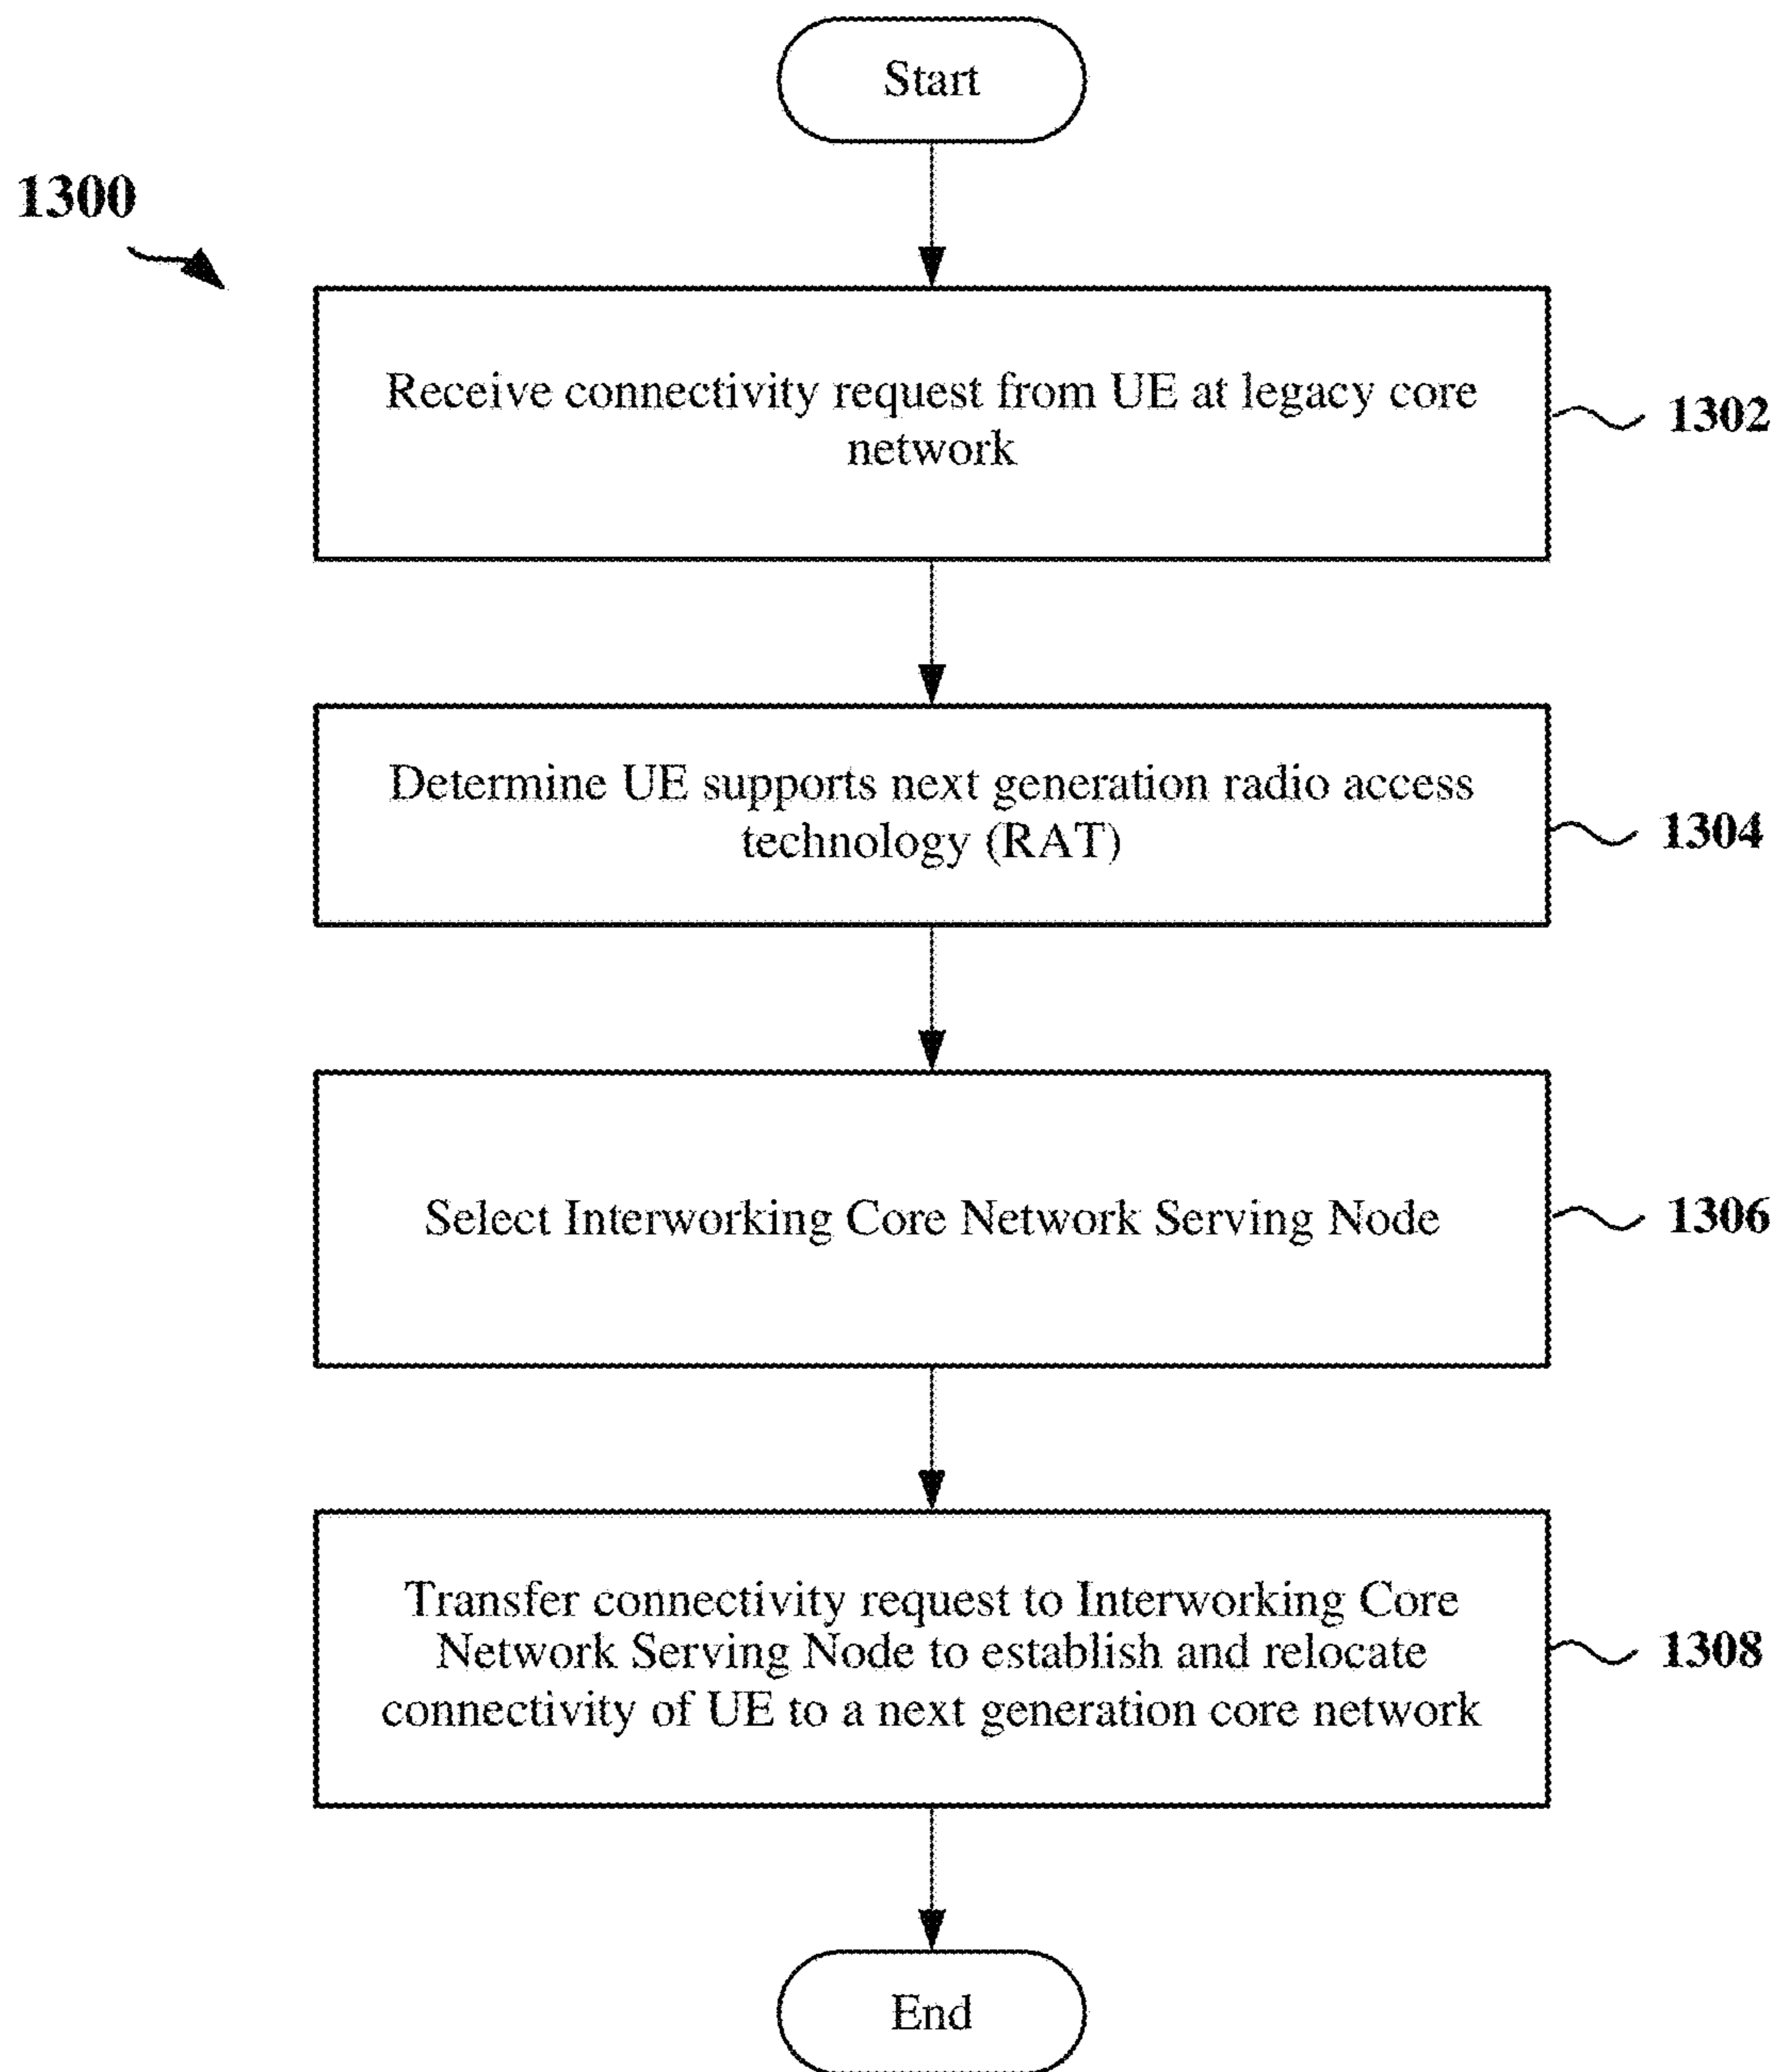 Start
1300
Receive connectivity request from UE at legacy core
network
1302
Determine UE supports next generation radio access
technology (RAT)
1304
Select Interworking Core Network Serving Node
1306
Transfer connectivity request to Interworking Core
Network Serving Node to establish and relocate
connectivity of UE to a next generation core network
1308
End